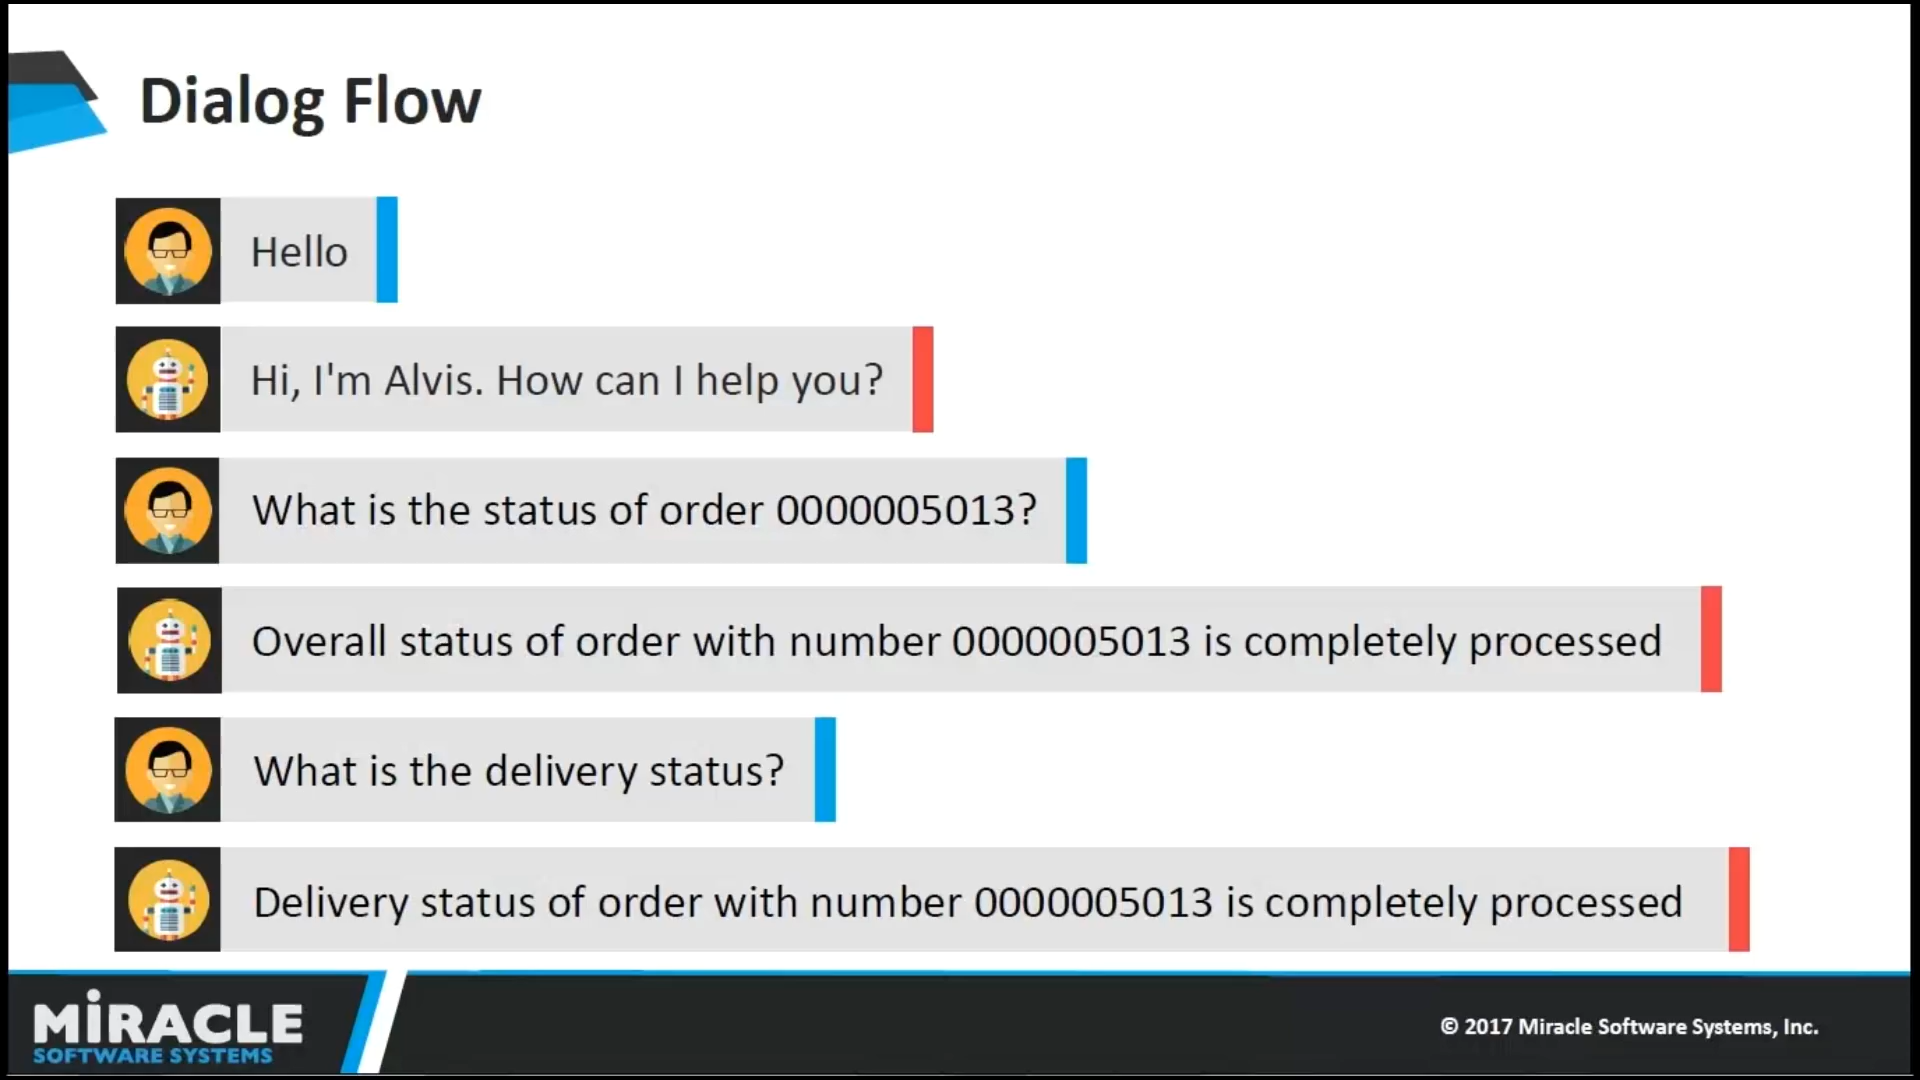 Dialog Flow
Hello
Hi, I'm Alvis. How can I help you?
What is the status of order 0000005013?
Overall status of order with number 0000005013 is completely processed
What is the delivery status?
Delivery status of order with number 0000005013 is completely processed
MiRACLE
SOFTWARE SYSTEMS
© 2017 Miracle Software Systems, Inc.